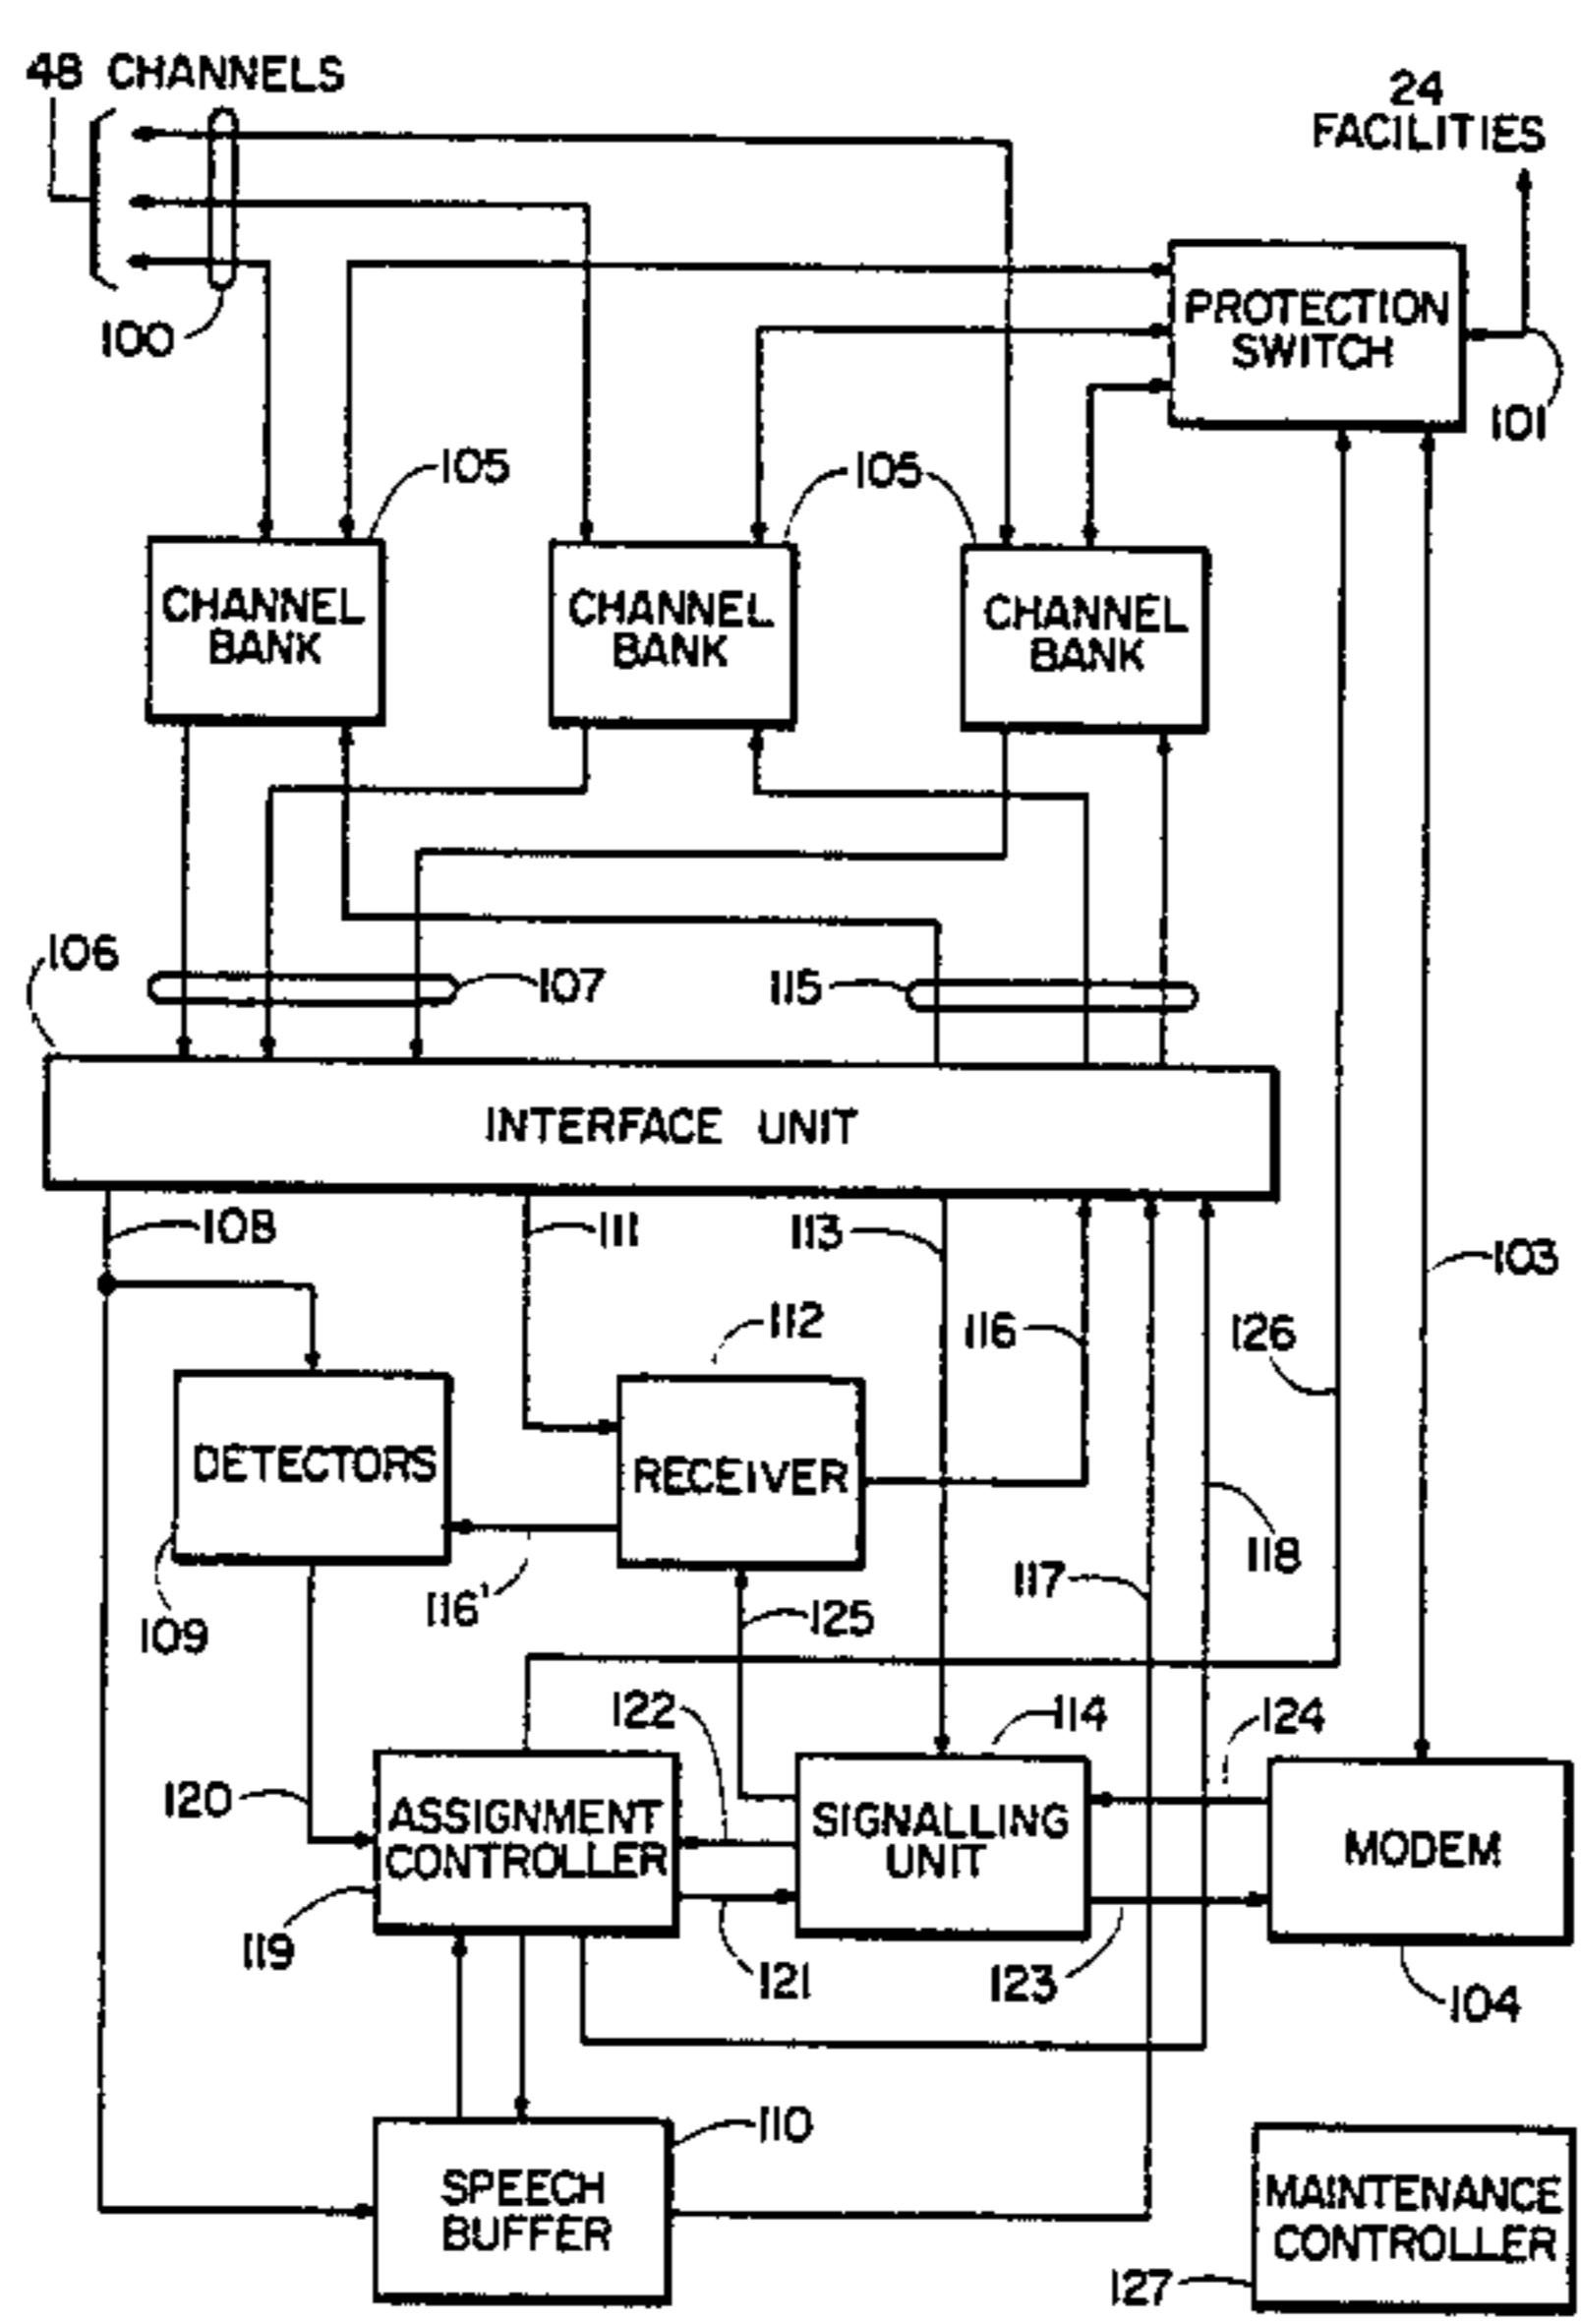 48 CHANNELS
24
FACILITIES
100
PROTECTION
SWITCH
101
105
105
CHANNEL
BANK
CHANNEL
BANK
CHANNEL
BANK
106
107
115
INTERFACE UNIT
108
111
113
103
112
116
126
DETECTORS
RECEIVER
118
109
116'
125
117
122
114
124
120
ASSIGNMENT
CONTROLLER
SIGNALLING
UNIT
MODEM
119
121
123
104
110
SPEECH
BUFFER
MAINTENANCE
CONTROLLER
127